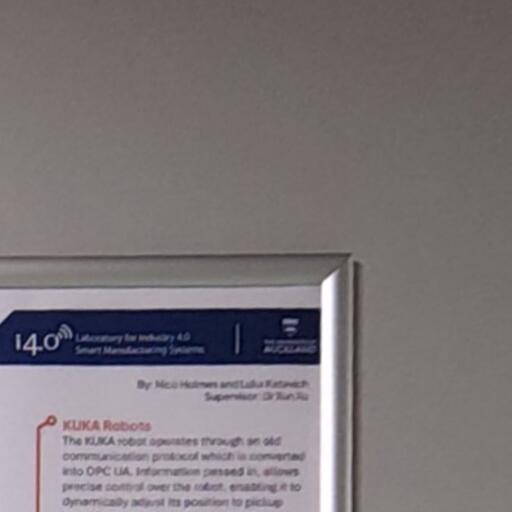 I4.0
Laboratory for Industry 4.0
Smart Manufacturing Systems
AUCKLAND
By: Nico Holmes and Luka
Supervisor: Dr Xun Xu
KUKA Robots
The KUKA robot operates through an old
communication protocol which is converted
into OPC UA. Information passed in, allows
precise control over the robot, enabling it to
dynamically adjust its position to pickup